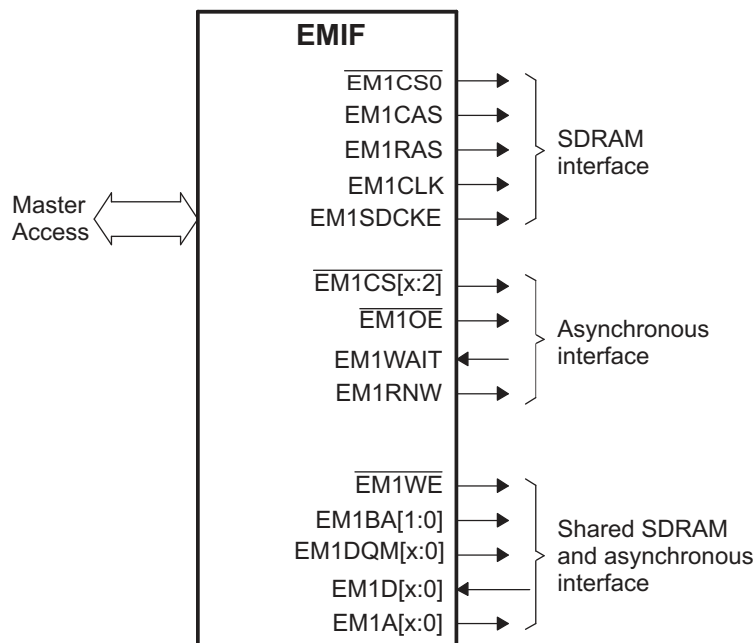 EMIF
EM1CS0
EM1CAS
EM1RAS
EM1CLK
EM1SDCKE
SDRAM
interface
Master
Access
EM1CS[x:2]
EM1OE
EM1WAIT
EM1RNW
Asynchronous
interface
EM1WE
EM1BA[1:0]
EM1DQM[x:0]
EM1D[x:0]
EM1A[x:0]
Shared SDRAM
and asynchronous
interface